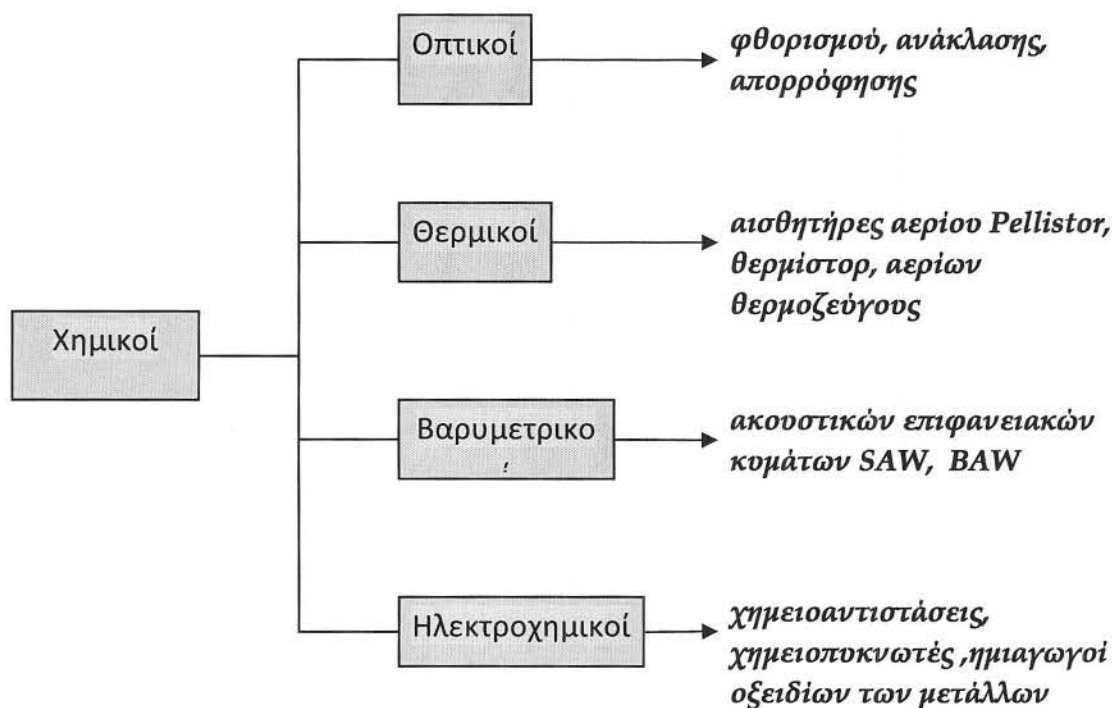 Οπτικοί
φθορισμού, ανάκλασης,
απορρόφησης
Θερμικοί
αισθητήρες αερίου Pellistor,
θερμίστορ, αερίων
θερμοζεύγους
Χημικοί
Βαρυμετρικο
ί
ακουστικών επιφανειακών
κυμάτων SAW, BAW
Ηλεκτροχημικοί
χημειοαντιστάσεις,
χημειοπυκνωτές ,ημιαγωγοί
οξειδίων των μετάλλων